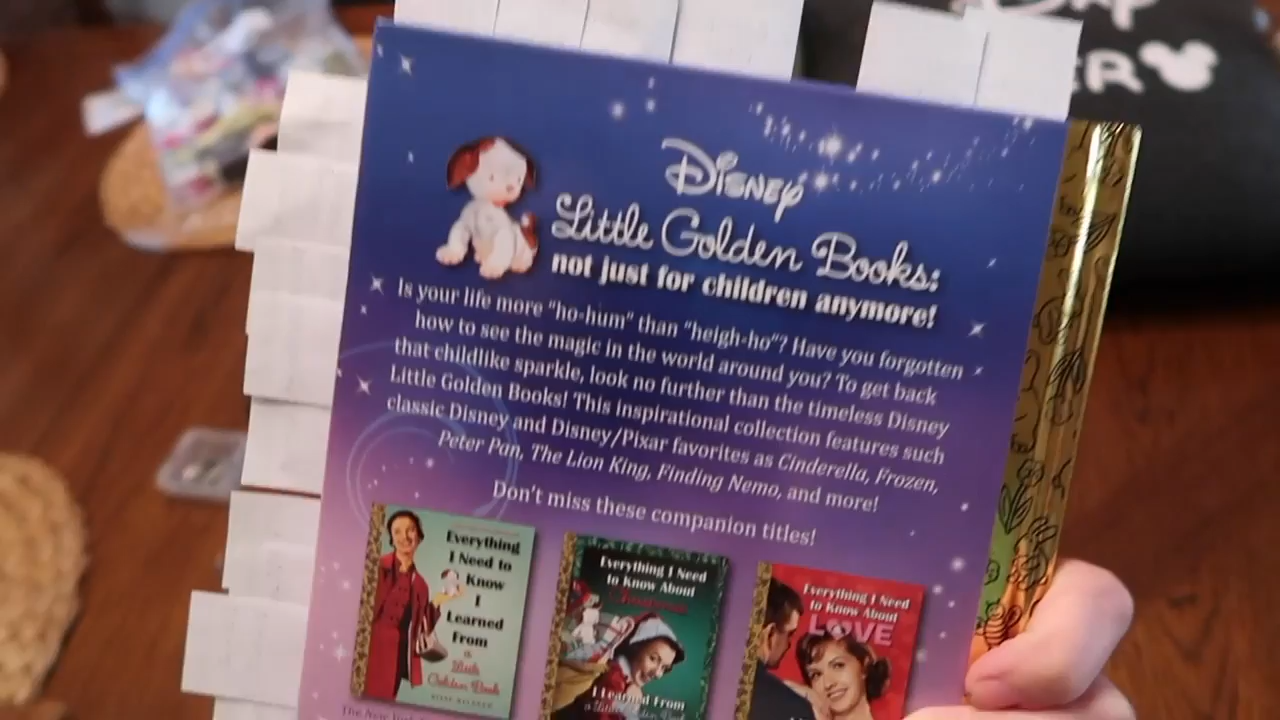 DISNEY
Little Golden Books:
not just for children anymore!
Is your life more "ho-hum" than "heigh-ho"? Have you forgotten
how to see the magic in the world around you? To get back
that childlike sparkle, look no further than the timeless Disney
Little Golden Books! This inspirational collection features such
classic Disney and Disney/Pixar favorites as Cinderella, Frozen,
Peter Pan, The Lion King, Finding Nemo, and more!
Don't miss these companion titles!
Everything
I Need to
Know
I
Learned
From
a
Little
Golden Book
Everything I Need
to Know About
Christmas
I Learned From
a Little Golden Book
Everything I Need
to Know About
LOVE